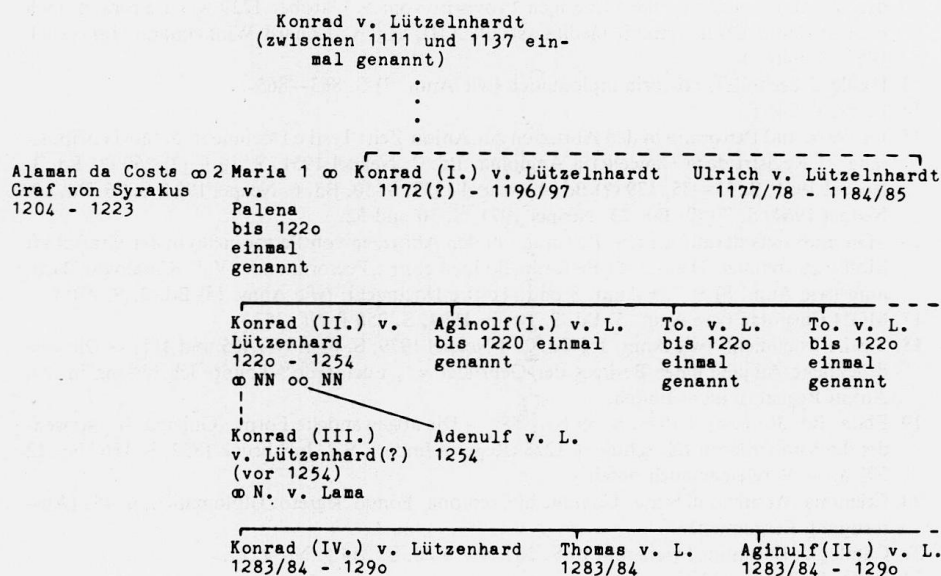 Konrad v. Lützelnhardt
(zwischen 1111 und 1137 ein-
mal genannt)
Alaman da Costa ∞ 2 Maria 1 ∞ Konrad (I.) v. Lützelnhardt Ulrich v. Lützelnhardt
Graf von Syrakus v. 1172(?) - 1196/97 1177/78 - 1184/85
1204 - 1223 Palena
bis 122o
einmal
genannt
Konrad (II.) v. Aginolf(I.) v. L. To. v. L. To. v. L.
Lützenhard bis 1220 einmal bis 122o bis 122o
122o - 1254 genannt einmal einmal
∞ NN oo NN genannt genannt
Konrad (III.) Adenulf v. L.
v. Lützenhard(?) 1254
(vor 1254)
∞ N. v. Lama
Konrad (IV.) v. Lützenhard Thomas v. L. Aginulf(II.) v. L.
1283/84 - 129o 1283/84 1283/84 - 129o